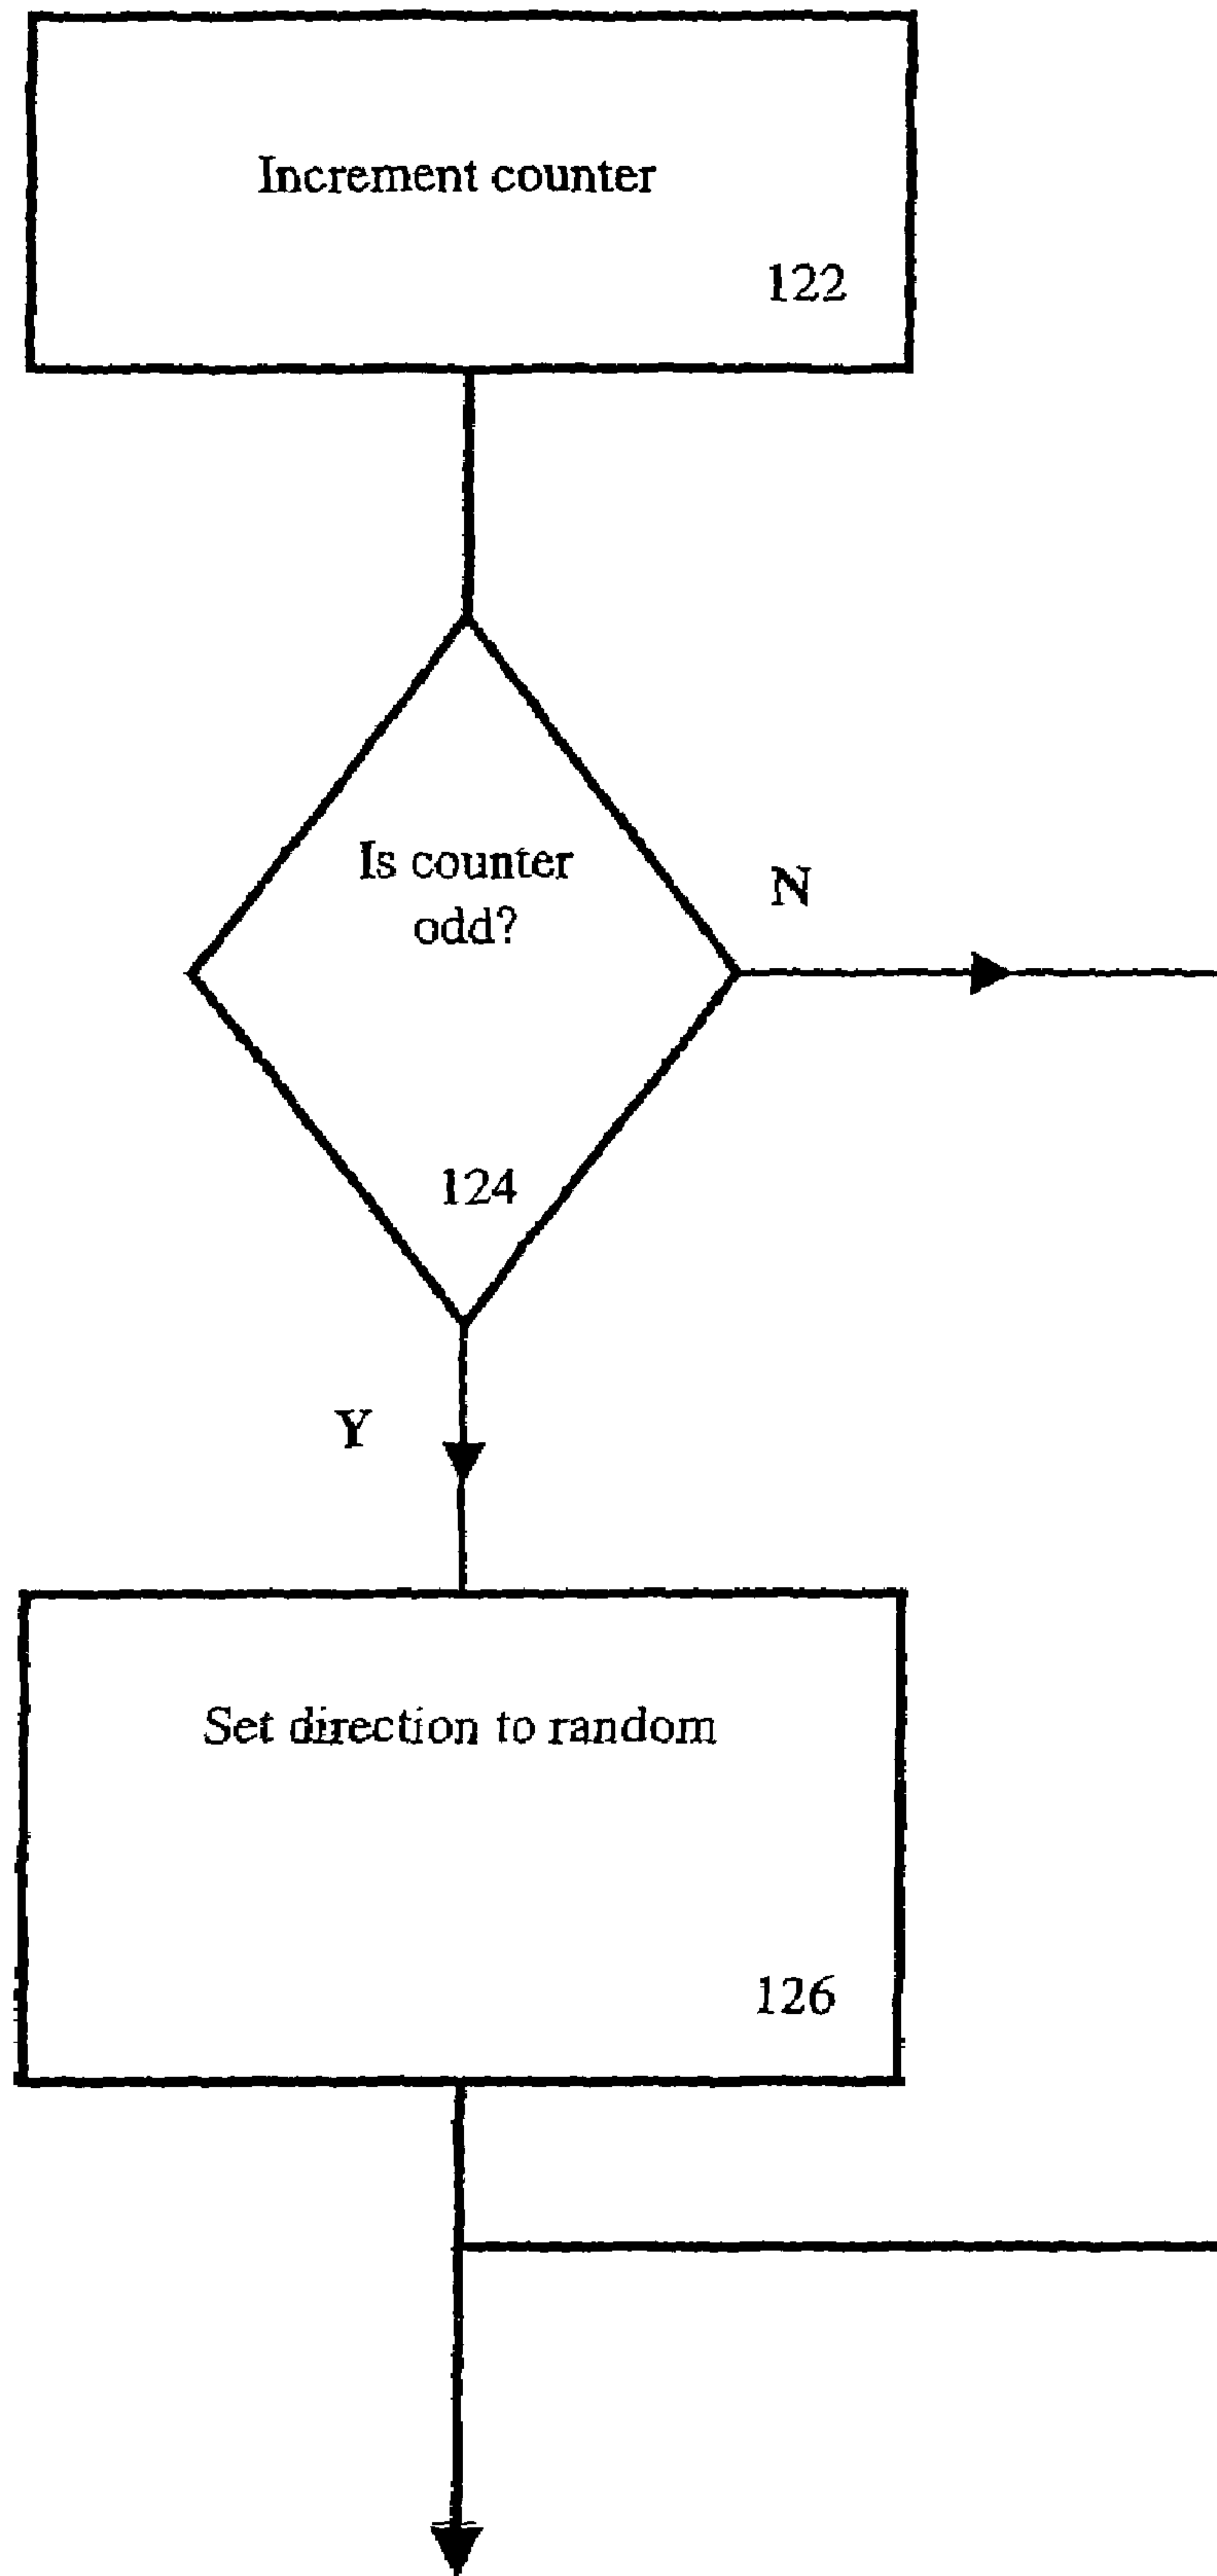 Increment counter
122
Is counter
odd?
N
124
Y
Set direction to random
126